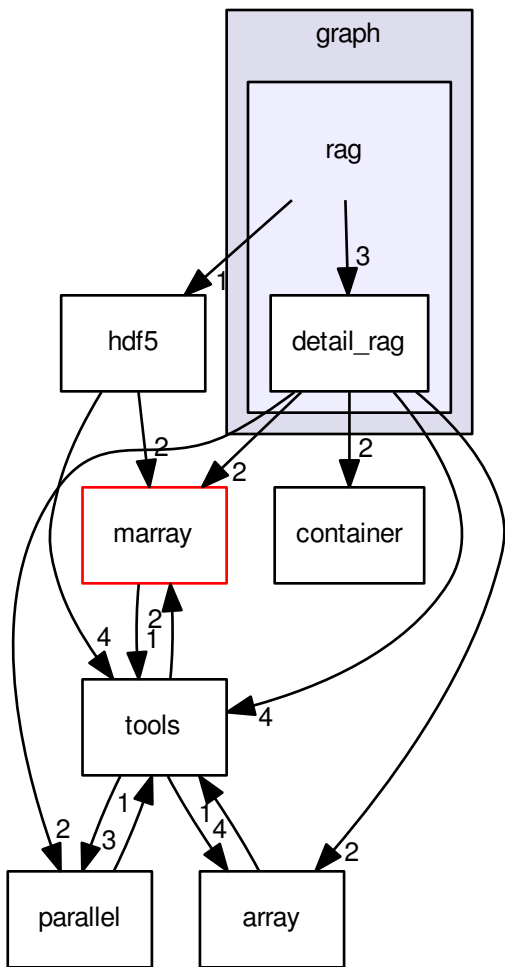 graph
rag
1
3
hdf5
detail_rag
2
2
2
marray
container
4
2
1
4
tools
2
3
1
1
4
2
parallel
array